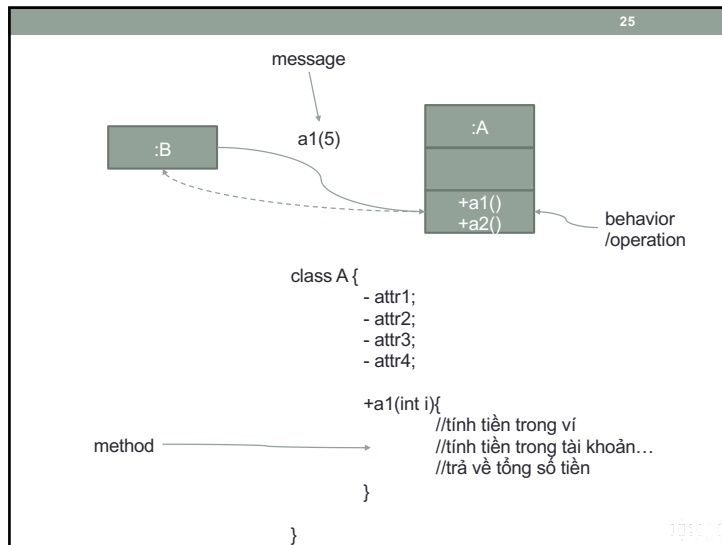 25
message
a1(5)
:B
:A
+a1()
+a2()
behavior
/operation
class A {
- attr1;
- attr2;
- attr3;
- attr4;
+a1(int i){
//tính tiền trong ví
//tính tiền trong tài khoản…
//trả về tổng số tiền
method
}
}